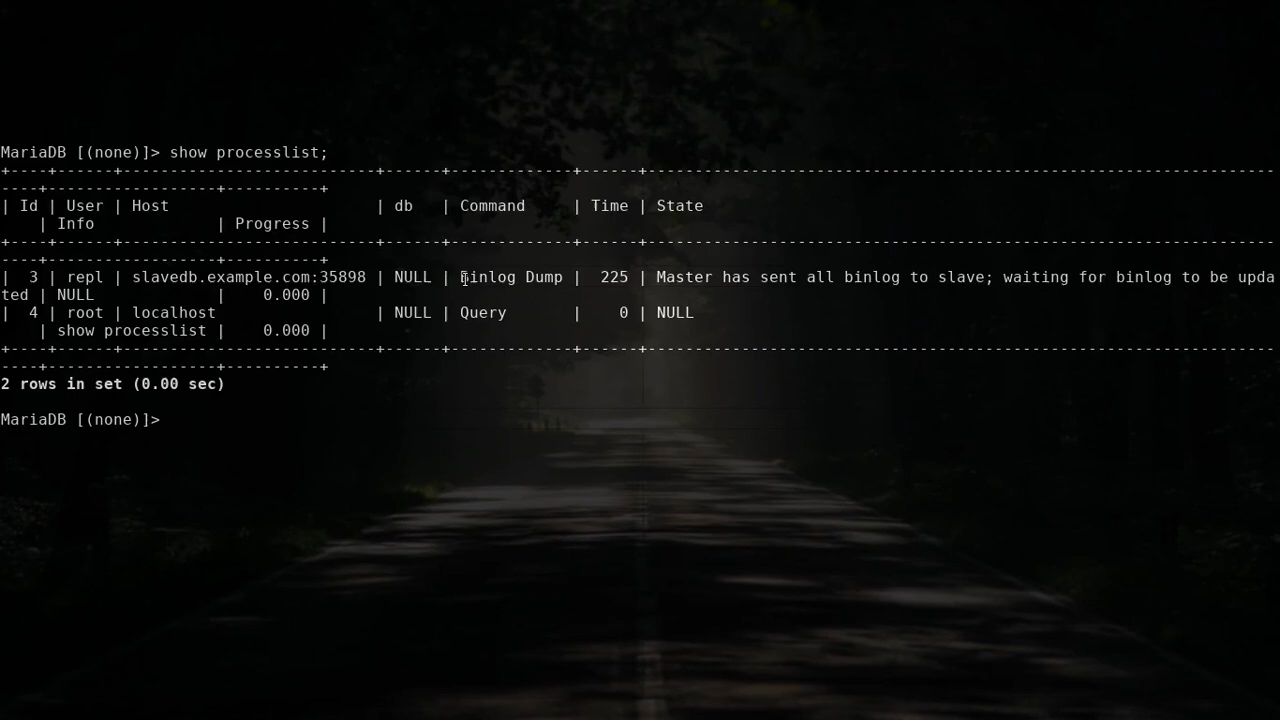 MariaDB [(none)]> show processlist;
+----+------+----------------------------+------+-------------+------+--------------------------------------------------------------------
----+------------------+----------+
| Id | User | Host                       | db   | Command     | Time | State
    | Info             | Progress |
+----+------+----------------------------+------+-------------+------+--------------------------------------------------------------------
----+------------------+----------+
|  3 | repl | slavedb.example.com:35898 | NULL | Binlog Dump |  225 | Master has sent all binlog to slave; waiting for binlog to be upda
ted | NULL             |    0.000 |
|  4 | root | localhost                 | NULL | Query       |    0 | NULL
    | show processlist |    0.000 |
+----+------+----------------------------+------+-------------+------+--------------------------------------------------------------------
----+------------------+----------+
2 rows in set (0.00 sec)
MariaDB [(none)]>